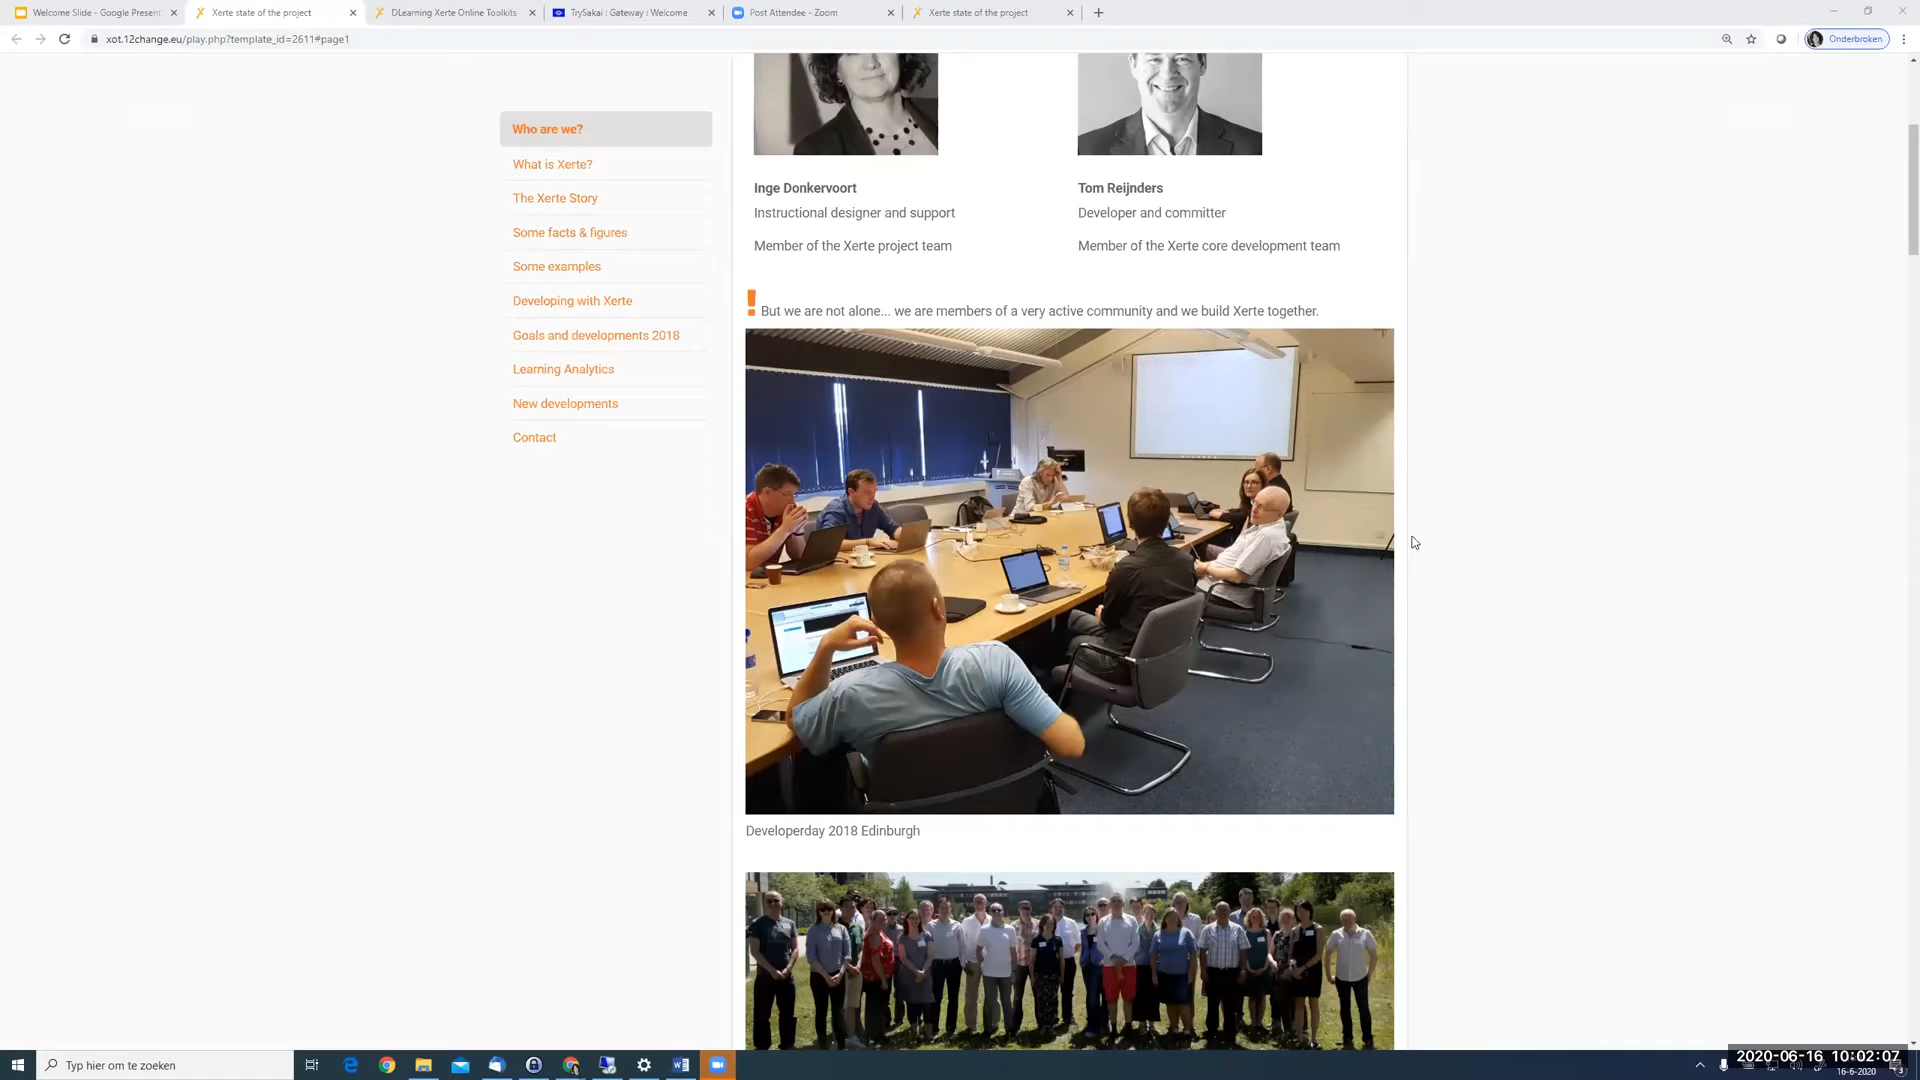 Welcome Slide - Google Present
Xerte state of the project
DLearning Xerte Online Toolkits
TrySakai : Gateway : Welcome
Post Attendee - Zoom
Xerte state of the project
xot.12change.eu/play.php?template_id=2611#page1
Onderbroken
Who are we?
What is Xerte?
The Xerte Story
Some facts & figures
Some examples
Developing with Xerte
Goals and developments 2018
Learning Analytics
New developments
Contact
Inge Donkervoort
Instructional designer and support
Member of the Xerte project team
Tom Reijnders
Developer and committer
Member of the Xerte core development team
! But we are not alone... we are members of a very active community and we build Xerte together.
Developerday 2018 Edinburgh
Typ hier om te zoeken
2020-06-16 10:02:07
16-6-2020